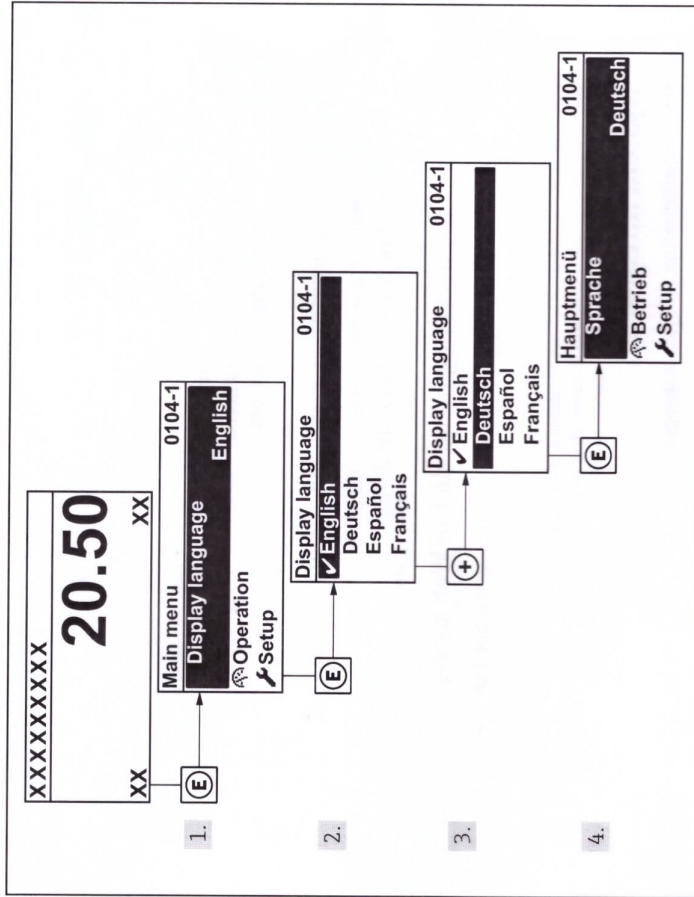 XXXXXXXXX
20.50
XX XX
1.
E
Main menu 0104-1
Display language
English
Operation
Setup
2.
E
Display language 0104-1
✔English
Deutsch
Español
Français
3.
+
Display language 0104-1
✔English
Deutsch
Español
Français
4.
E
Hauptmenü 0104-1
Sprache
Deutsch
Betrieb
Setup